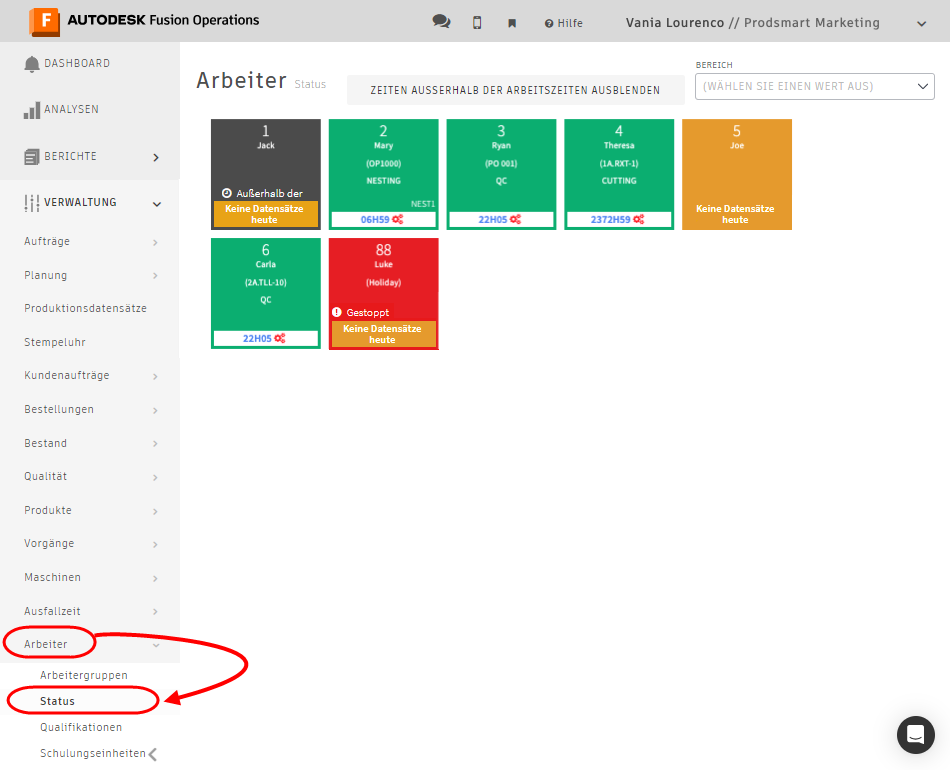 AUTODESK Fusion Operations
Hilfe
Vania Lourenco // Prodsmart Marketing
DASHBOARD
ANALYSEN
BERICHTE
VERWALTUNG
Aufträge
Planung
Produktionsdatensätze
Stempeluhr
Kundenaufträge
Bestellungen
Bestand
Qualität
Produkte
Vorgänge
Maschinen
Ausfallzeit
Arbeiter
Arbeitergruppen
Status
Qualifikationen
Schulungseinheiten
Arbeiter Status
ZEITEN AUSSERHALB DER ARBEITSZEITEN AUSBLENDEN
BEREICH
(WÄHLEN SIE EINEN WERT AUS)
1
Jack
Außerhalb der
Keine Datensätze
heute
2
Mary
(OP1000)
NESTING
NEST1
06H59
3
Ryan
(PO 001)
QC
22H05
4
Theresa
(1A.RXT-1)
CUTTING
2372H59
5
Joe
Keine Datensätze
heute
6
Carla
(2A.TLL-10)
QC
22H05
88
Luke
(Holiday)
Gestoppt
Keine Datensätze
heute